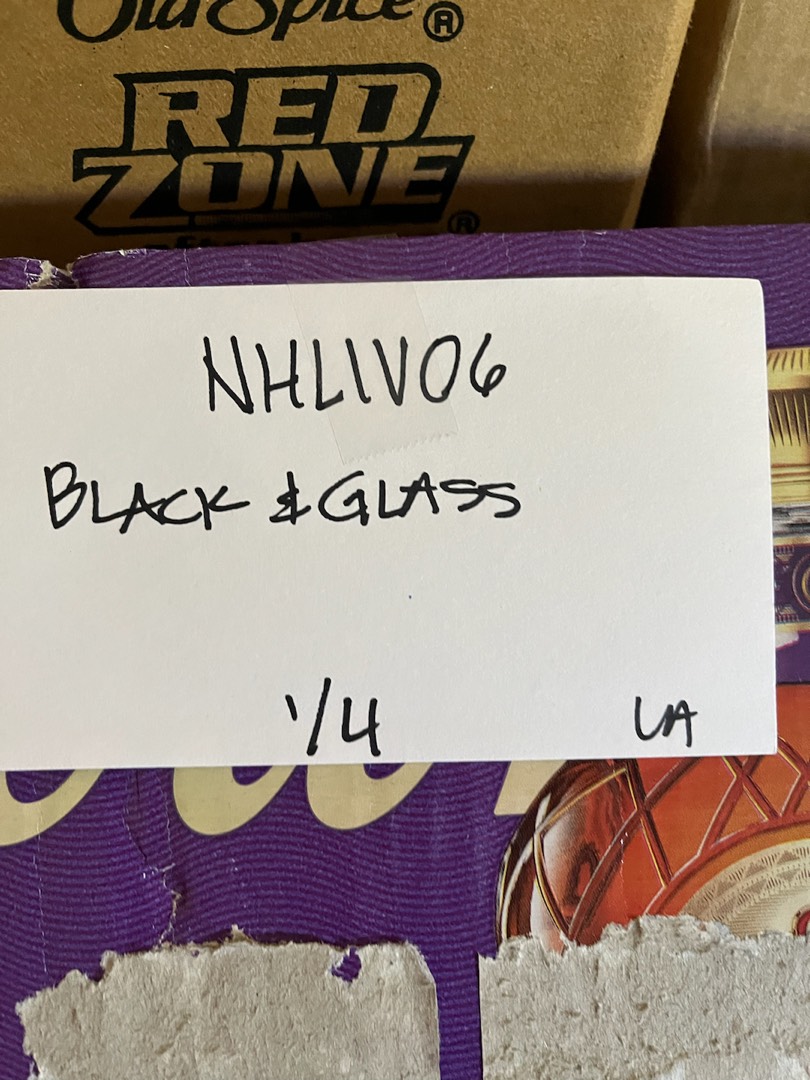 Old Spice®
RED
ZONE®
NHLIV06
BLACK & GLASS
1/4
LA